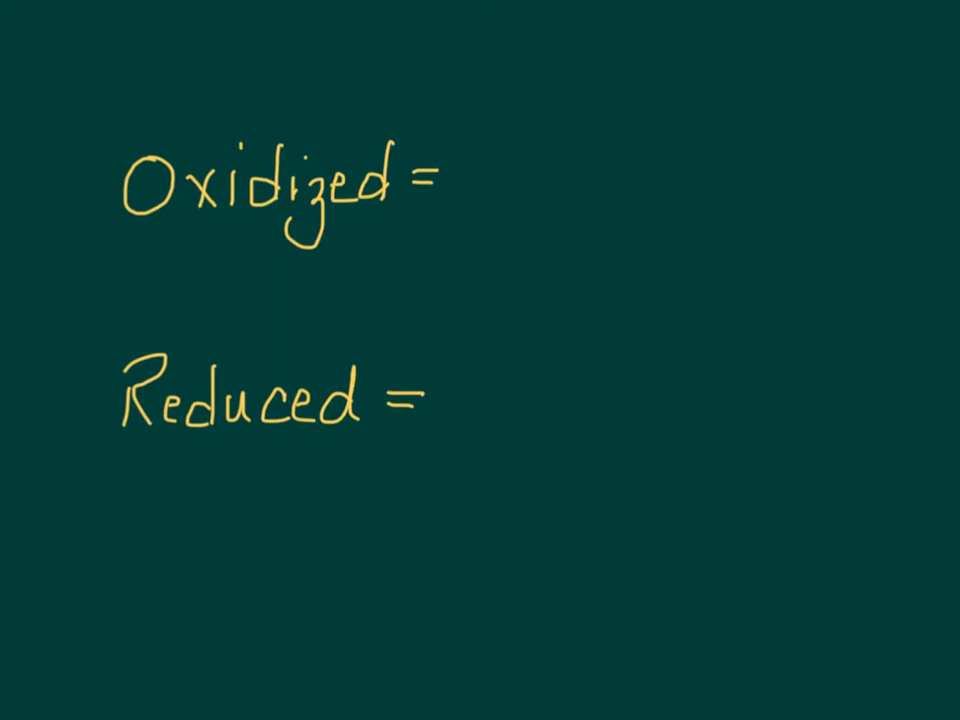 Oxidized =
Reduced =